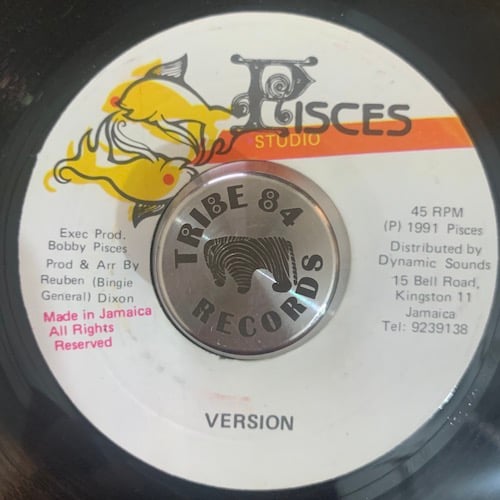 PISCES
STUDIO
Exec Prod.
Bobby Pisces
Prod & Arr By
Reuben (Bingie
General) Dixon
Made in Jamaica
All Rights
Reserved
TRIBE 84
RECORDS
45 RPM
(P) 1991 Pisces
Distributed by
Dynamic Sounds
15 Bell Road,
Kingston 11
Jamaica
Tel: 9239138
VERSION